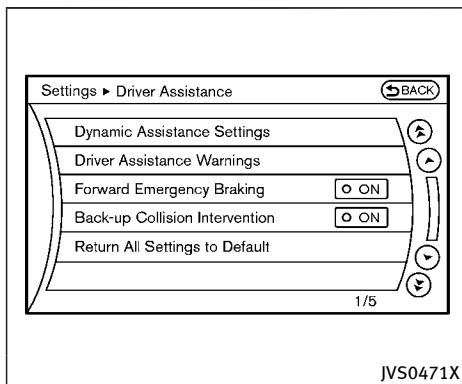 Settings ▶ Driver Assistance
BACK
Dynamic Assistance Settings
Driver Assistance Warnings
Forward Emergency Braking
ON
Back-up Collision Intervention
ON
Return All Settings to Default
1/5
JVS0471X